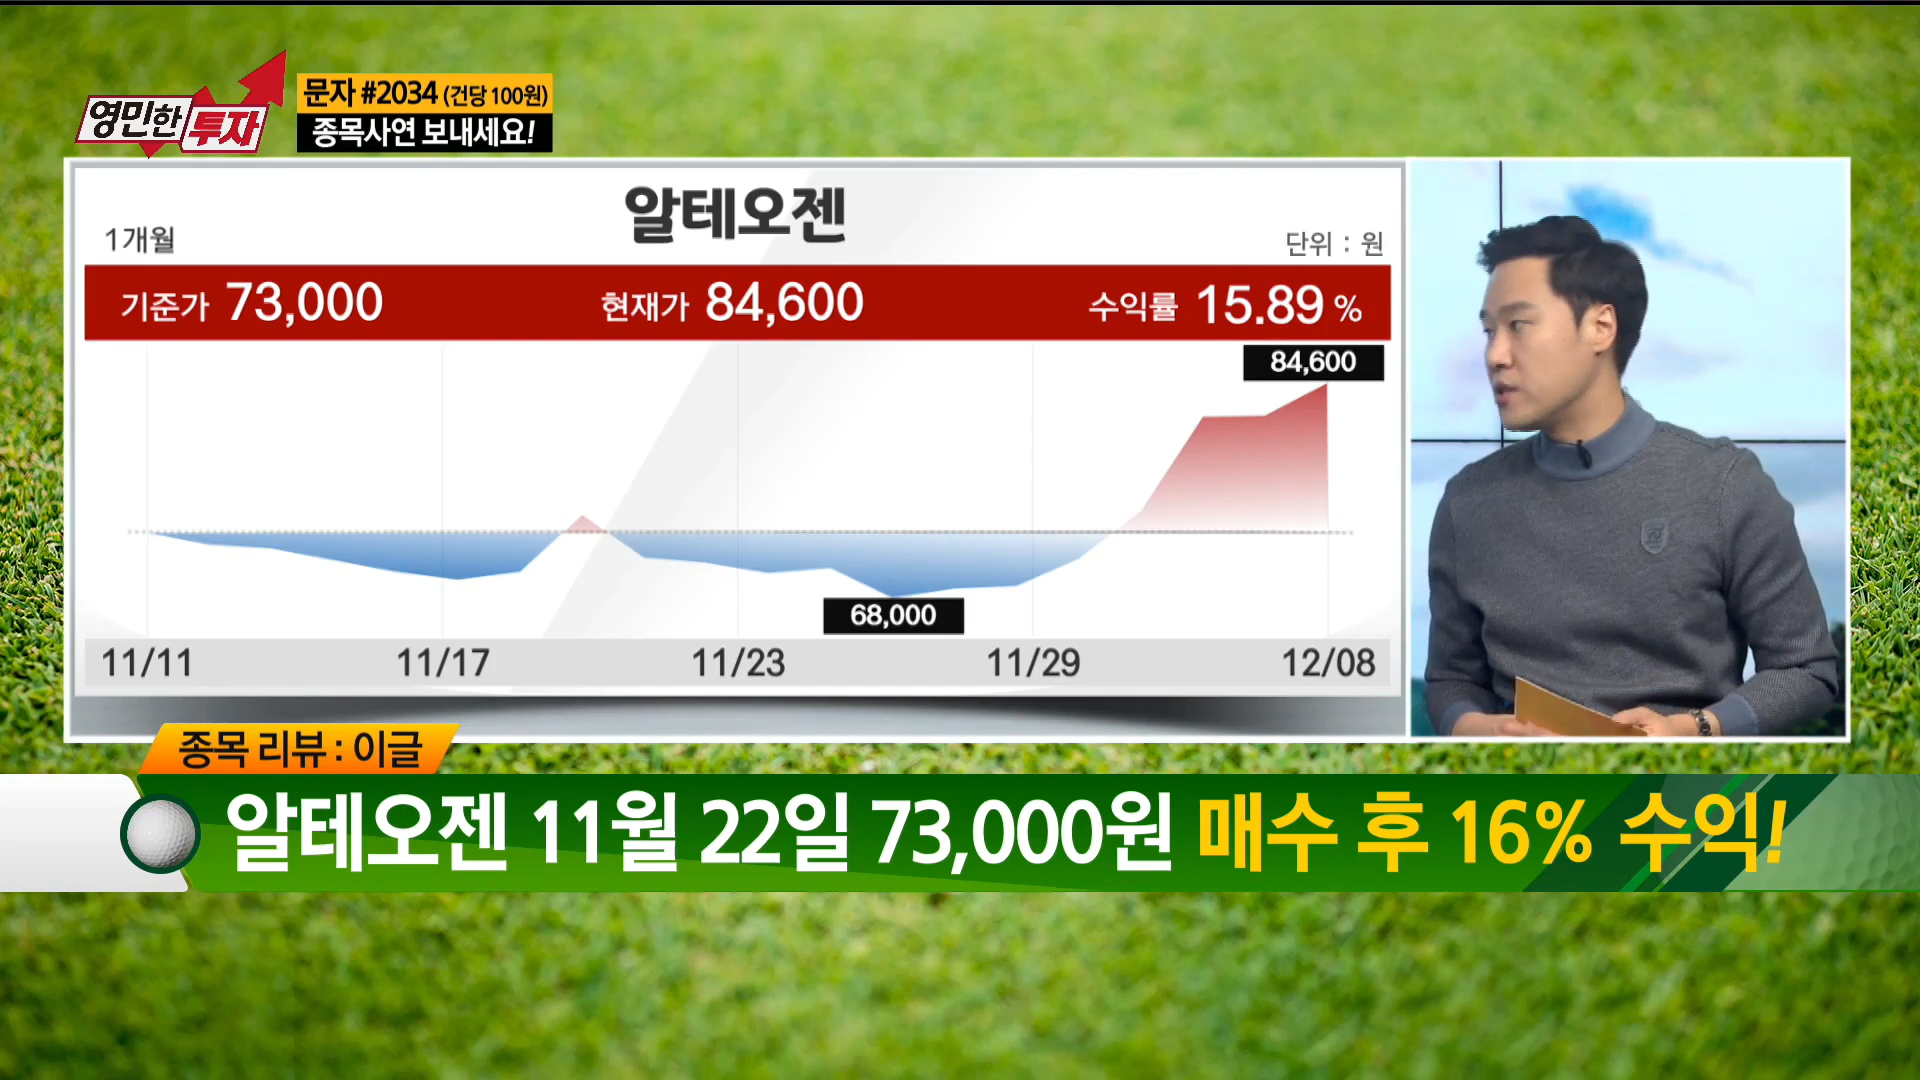 영민한 투자
문자 #2034 (건당 100원)
종목사연 보내세요!
알테오젠
1개월
단위 : 원
기준가 73,000 현재가 84,600 수익률 15.89 %
84,600
68,000
11/11 11/17 11/23 11/29 12/08
종목 리뷰 : 이글
알테오젠 11월 22일 73,000원 매수 후 16% 수익!